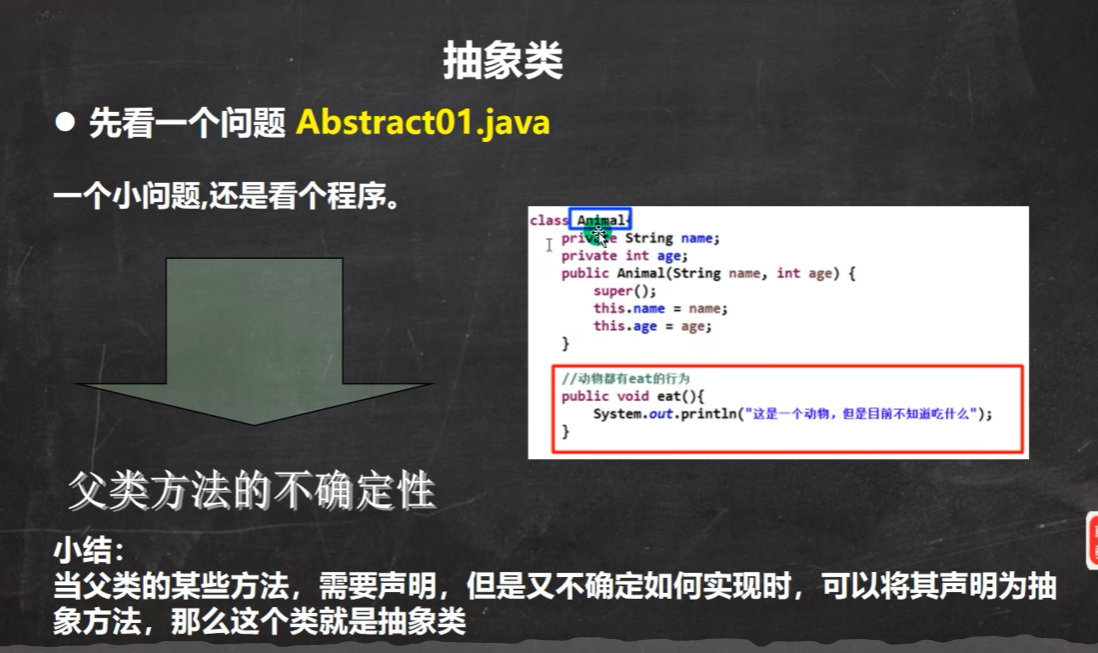 抽象类
● 先看一个问题 Abstract01.java
一个小问题,还是看个程序。
class Animal{
private String name;
private int age;
public Animal(String name, int age) {
super();
this.name = name;
this.age = age;
}
//动物都有eat的行为
public void eat(){
System.out.println("这是一个动物，但是目前不知道吃什么");
}
父类方法的不确定性
小结：
当父类的某些方法，需要声明，但是又不确定如何实现时，可以将其声明为抽
象方法，那么这个类就是抽象类